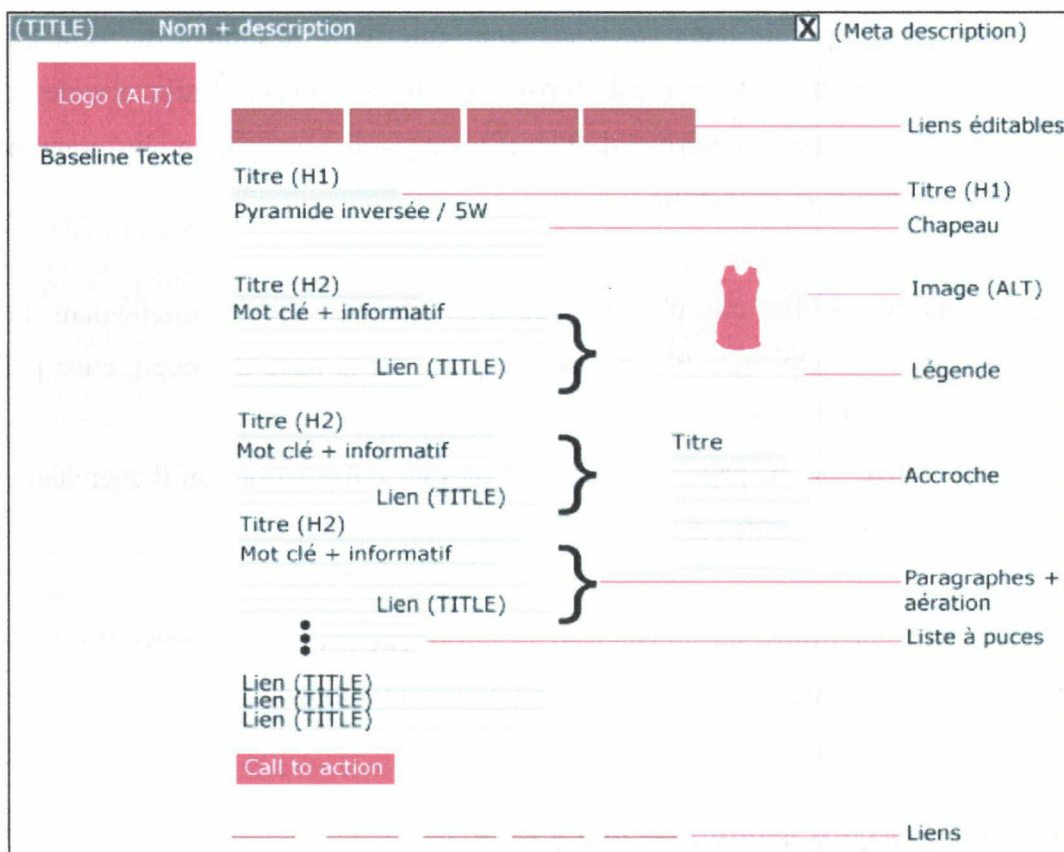 (TITLE) Nom + description X (Meta description)
Logo (ALT)
Baseline Texte
Liens éditables
Titre (H1)
Titre (H1)
Pyramide inversée / 5W
Chapeau
Titre (H2)
Mot clé + informatif
Image (ALT)
Lien (TITLE)
Légende
Titre (H2)
Mot clé + informatif
Titre
Lien (TITLE)
Accroche
Titre (H2)
Mot clé + informatif
Lien (TITLE)
Paragraphes +
aération
Liste à puces
Lien (TITLE)
Lien (TITLE)
Lien (TITLE)
Call to action
Liens